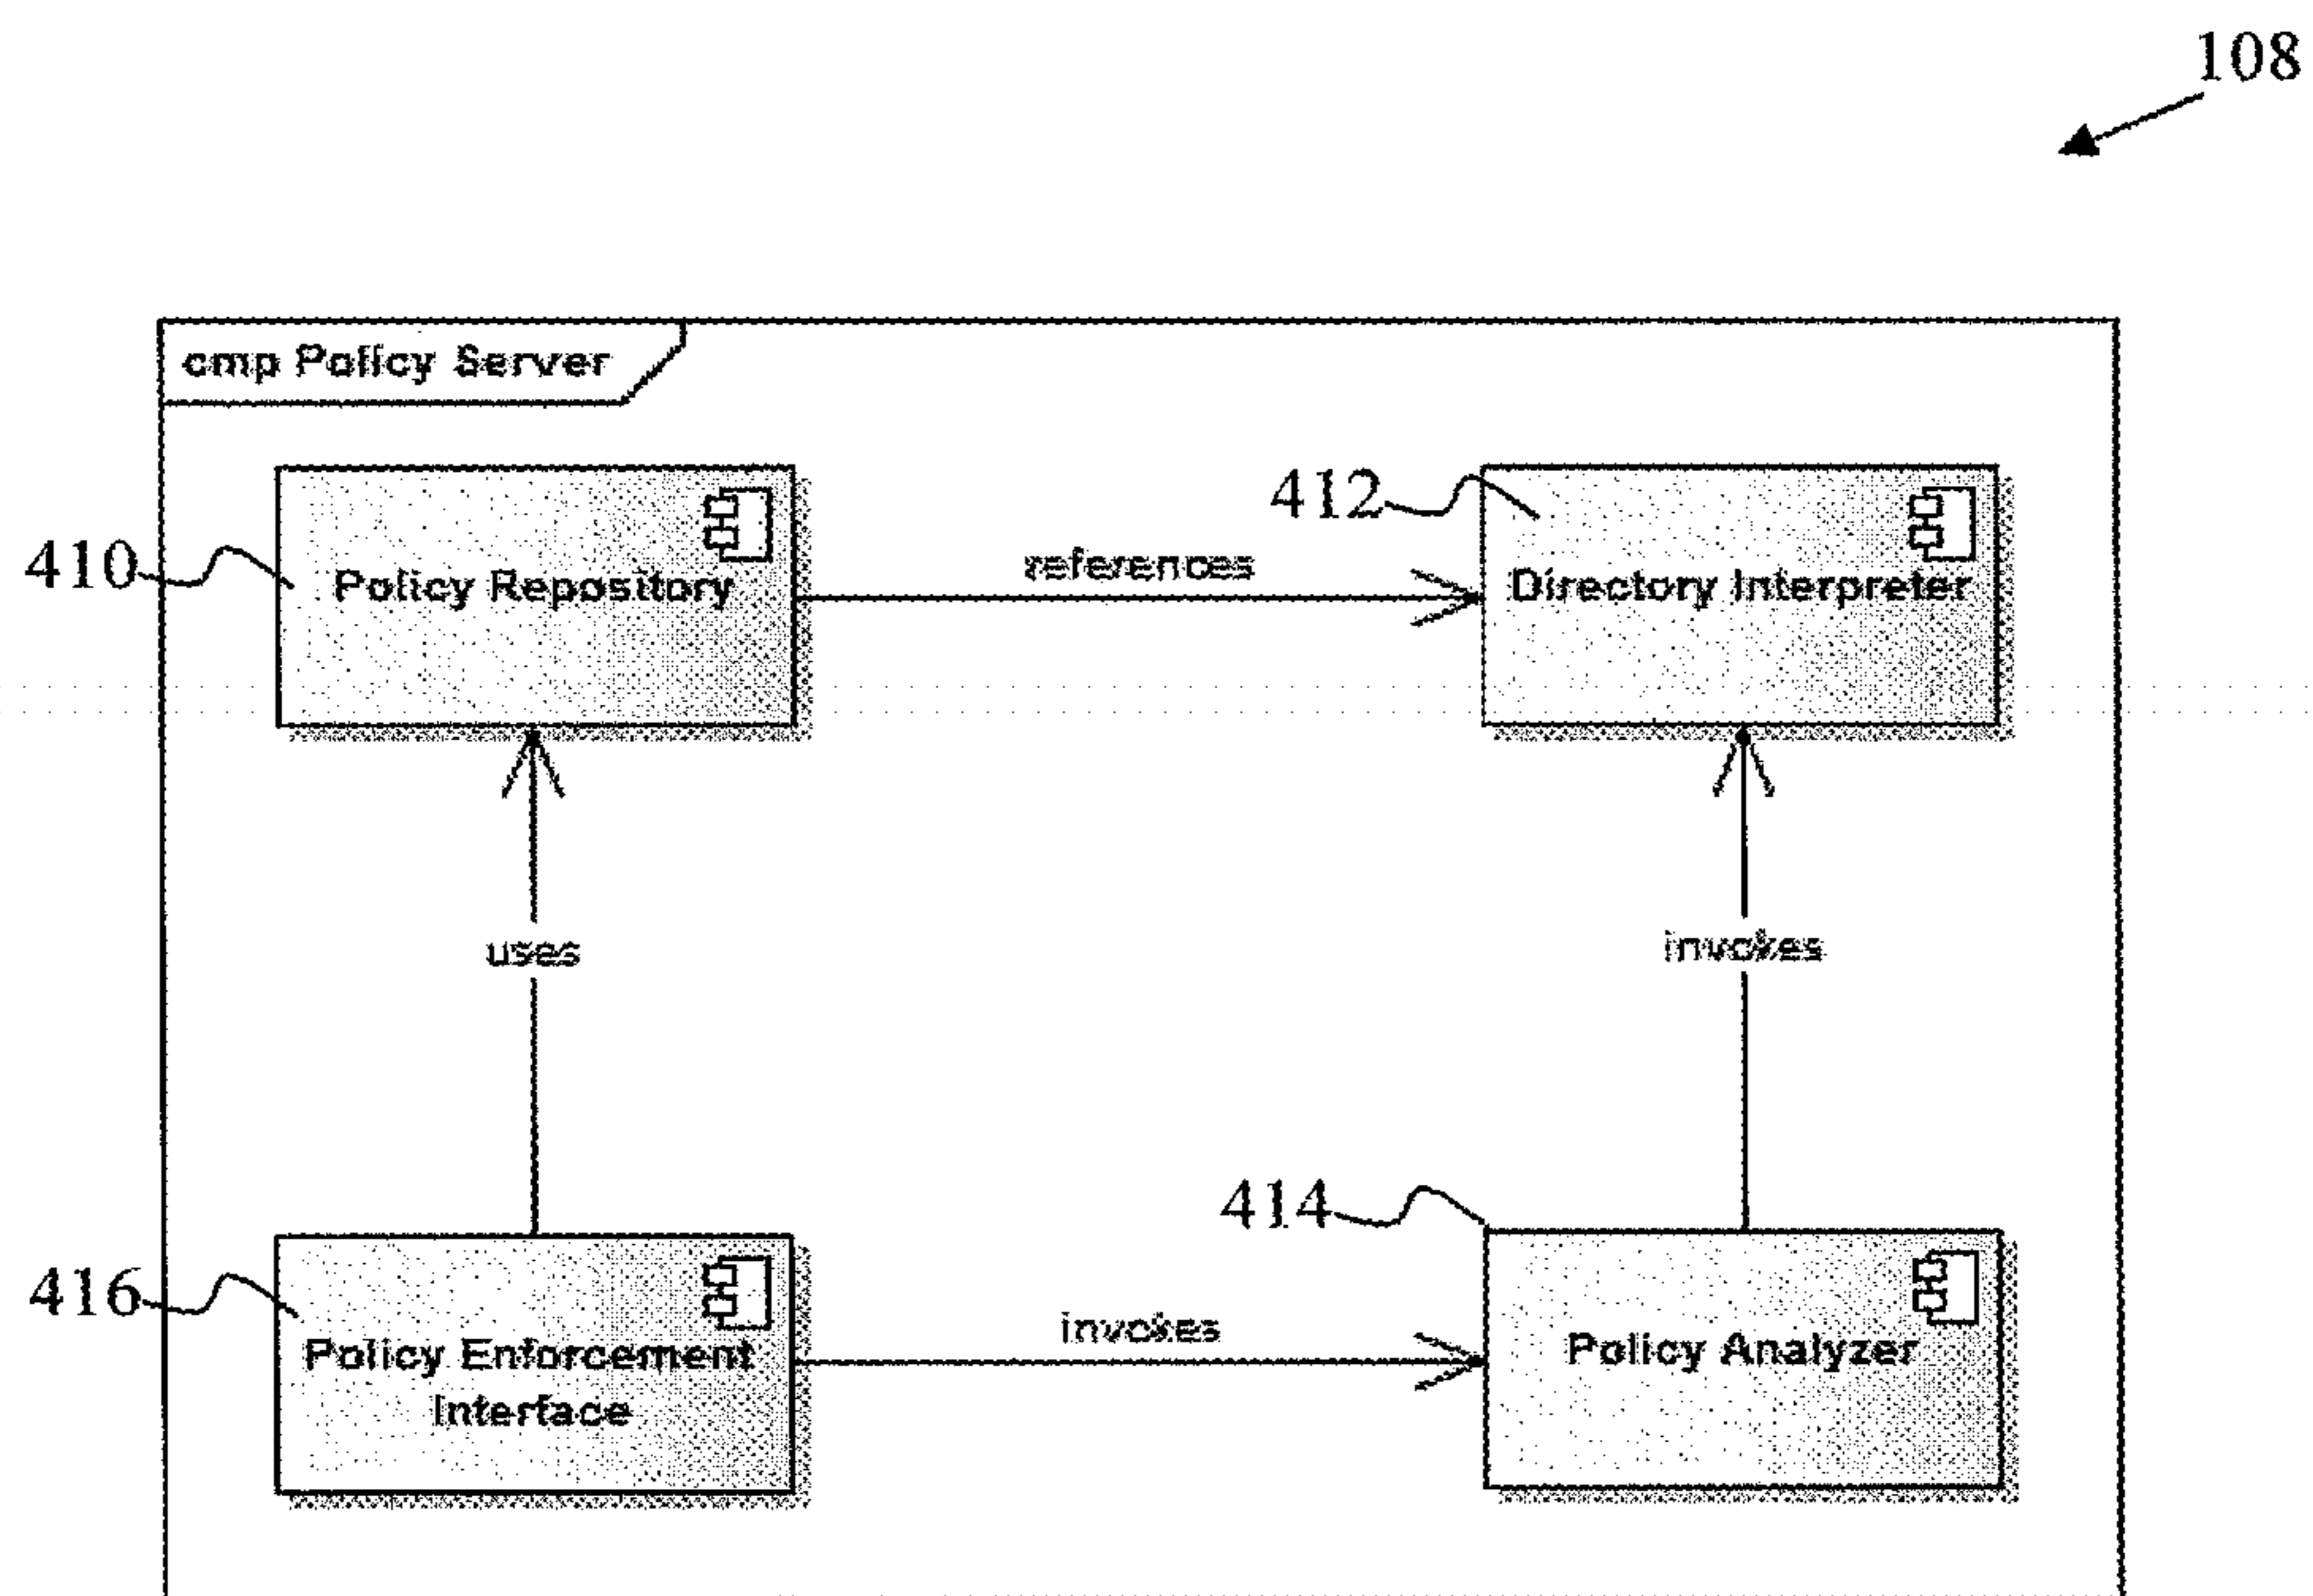 108
cmp Policy Server
412
410
Policy Repository
references
Directory Interpreter
uses
invokes
414
416
invokes
Policy Enforcement
Interface
Policy Analyzer